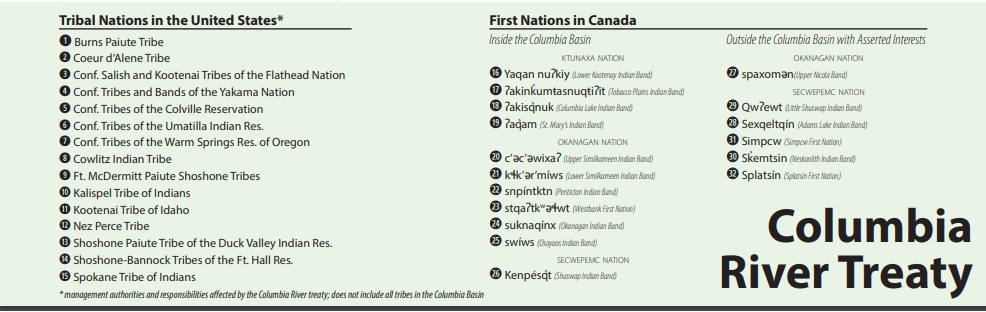 Tribal Nations in the United States*
1 Burns Paiute Tribe
2 Coeur d'Alene Tribe
3 Conf. Salish and Kootenai Tribes of the Flathead Nation
4 Conf. Tribes and Bands of the Yakama Nation
5 Conf. Tribes of the Colville Reservation
6 Conf. Tribes of the Umatilla Indian Res.
7 Conf. Tribes of the Warm Springs Res. of Oregon
8 Cowlitz Indian Tribe
9 Ft. McDermitt Paiute Shoshone Tribes
10 Kalispel Tribe of Indians
11 Kootenai Tribe of Idaho
12 Nez Perce Tribe
13 Shoshone Paiute Tribe of the Duck Valley Indian Res.
14 Shoshone-Bannock Tribes of the Ft. Hall Res.
15 Spokane Tribe of Indians
* management authorities and responsibilities affected by the Columbia River treaty; does not include all tribes in the Columbia Basin
First Nations in Canada
Inside the Columbia Basin
KTUNAXA NATION
16 Yaqan nuʔkiy (Lower Kootenay Indian Band)
17 ʔakink̓umⱡasnuqⱡiʔit (Tobacco Plains Indian Band)
18 ʔakisq̓nuk (Columbia Lake Indian Band)
19 ʔaq̓am (St. Mary's Indian Band)
OKANAGAN NATION
20 c'əc'əwixaʔ (Upper Similkameen Indian Band)
21 (Lower Similkameen Indian Band)
22 snpíntktn (Penticton Indian Band)
23 (Westbank First Nation)
24 suknaqínx (Okanagan Indian Band)
25 swíws (Osoyoos Indian Band)
SECWEPEMC NATION
26 Kenpésq̓t (Shuswap Indian Band)
Outside the Columbia Basin with Asserted Interests
OKANAGAN NATION
27 spaxomən (Upper Nicola Band)
SECWEPEMC NATION
29 Qwʔewt (Little Shuswap Indian Band)
28 Sexqeltqín (Adams Lake Indian Band)
31 Simpcw (Simpcw First Nation)
30 Sk̓emtsin (Neskonlith Indian Band)
32 Splatsín (Splatsin First Nation)
Columbia
River Treaty